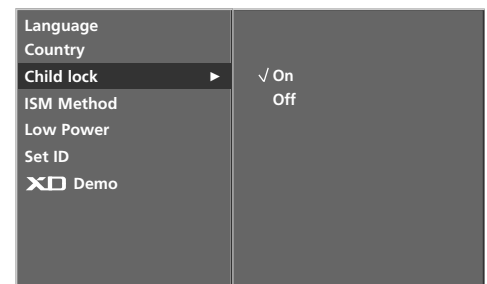 Language
Country
Child lock ► √ On
ISM Method Off
Low Power
Set ID
XD Demo